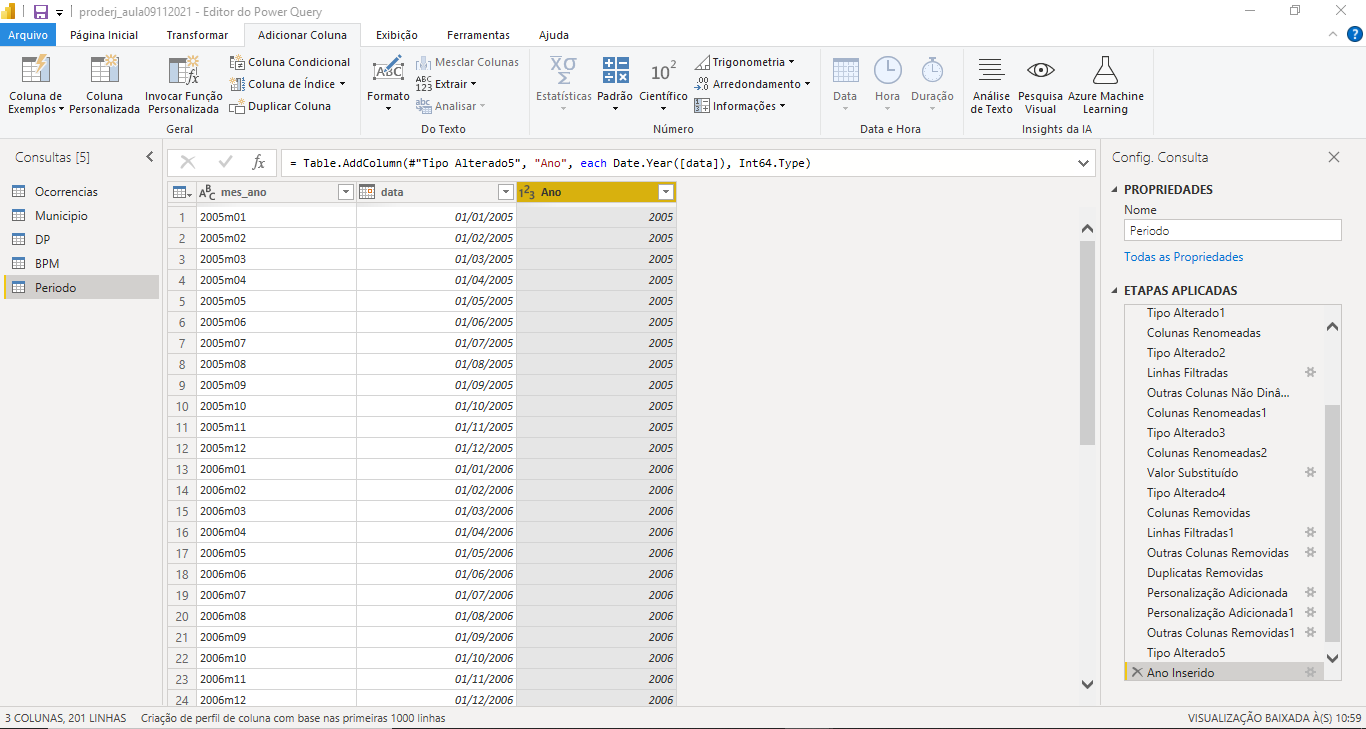 proderj_aula09112021 - Editor do Power Query
Arquivo Página Inicial Transformar Adicionar Coluna Exibição Ferramentas Ajuda
Coluna de Exemplos
Coluna Personalizada
Invocar Função Personalizada
Coluna Condicional
Coluna de Índice
Duplicar Coluna
Geral
Formato
Mesclar Colunas
Extrair
Analisar
Do Texto
Estatísticas
Padrão
Científico
Trigonometria
Arredondamento
Informações
Número
Data
Hora
Duração
Data e Hora
Análise de Texto
Pesquisa Visual
Azure Machine Learning
Insights da IA
Consultas [5]
Ocorrencias
Municipio
DP
BPM
Periodo
= Table.AddColumn(#"Tipo Alterado5", "Ano", each Date.Year([data]), Int64.Type)
mes_ano data Ano
1 2005m01 01/01/2005 2005
2 2005m02 01/02/2005 2005
3 2005m03 01/03/2005 2005
4 2005m04 01/04/2005 2005
5 2005m05 01/05/2005 2005
6 2005m06 01/06/2005 2005
7 2005m07 01/07/2005 2005
8 2005m08 01/08/2005 2005
9 2005m09 01/09/2005 2005
10 2005m10 01/10/2005 2005
11 2005m11 01/11/2005 2005
12 2005m12 01/12/2005 2005
13 2006m01 01/01/2006 2006
14 2006m02 01/02/2006 2006
15 2006m03 01/03/2006 2006
16 2006m04 01/04/2006 2006
17 2006m05 01/05/2006 2006
18 2006m06 01/06/2006 2006
19 2006m07 01/07/2006 2006
20 2006m08 01/08/2006 2006
21 2006m09 01/09/2006 2006
22 2006m10 01/10/2006 2006
23 2006m11 01/11/2006 2006
24 2006m12 01/12/2006 2006
Config. Consulta
PROPRIEDADES
Nome
Periodo
Todas as Propriedades
ETAPAS APLICADAS
Tipo Alterado1
Colunas Renomeadas
Tipo Alterado2
Linhas Filtradas
Outras Colunas Não Dinâ...
Colunas Renomeadas1
Tipo Alterado3
Colunas Renomeadas2
Valor Substituído
Tipo Alterado4
Colunas Removidas
Linhas Filtradas1
Outras Colunas Removidas
Duplicatas Removidas
Personalização Adicionada
Personalização Adicionada1
Outras Colunas Removidas1
Tipo Alterado5
Ano Inserido
3 COLUNAS, 201 LINHAS Criação de perfil de coluna com base nas primeiras 1000 linhas
VISUALIZAÇÃO BAIXADA À(S) 10:59